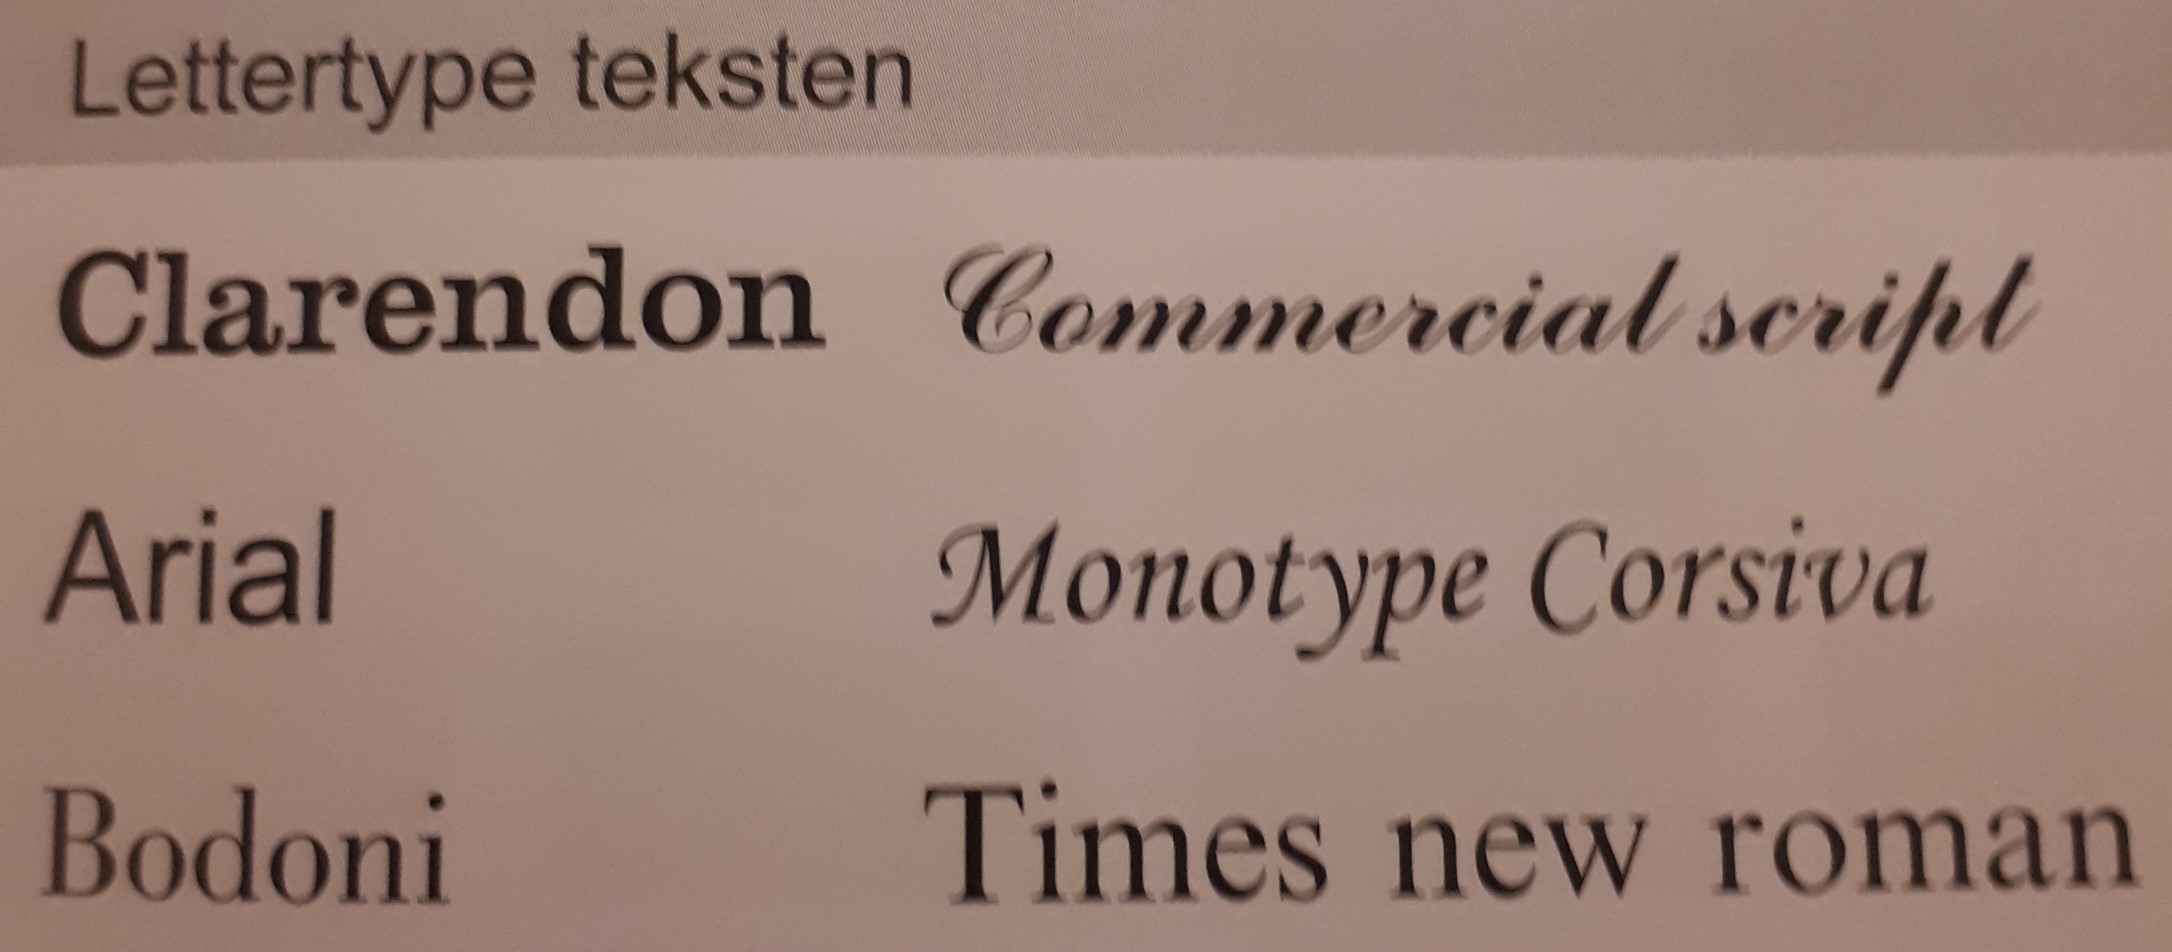 Lettertype teksten
Clarendon Commercial script
Arial Monotype Corsiva
Bodoni Times new roman